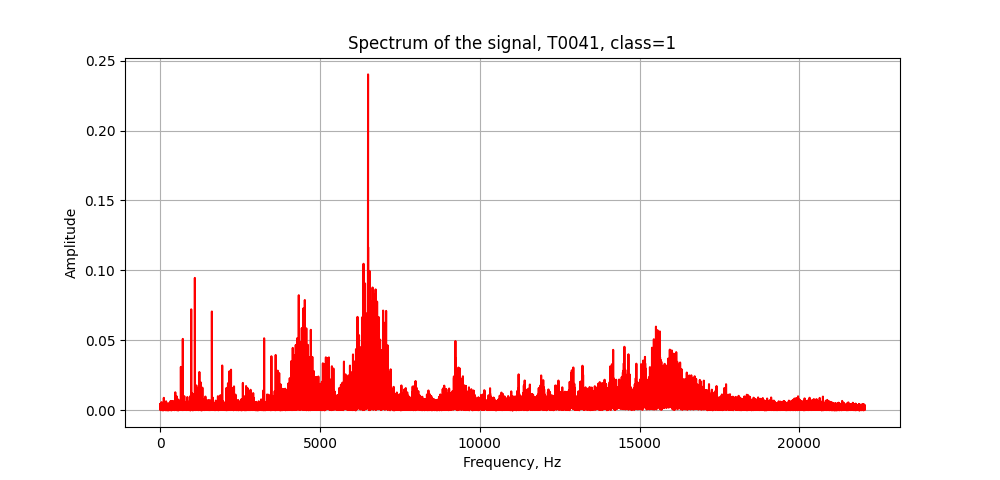 Spectrum of the signal, T0041, class=1
0.25
0.20
0.15
0.10
0.05
0.00
Amplitude
0 5000 10000 15000 20000
Frequency, Hz